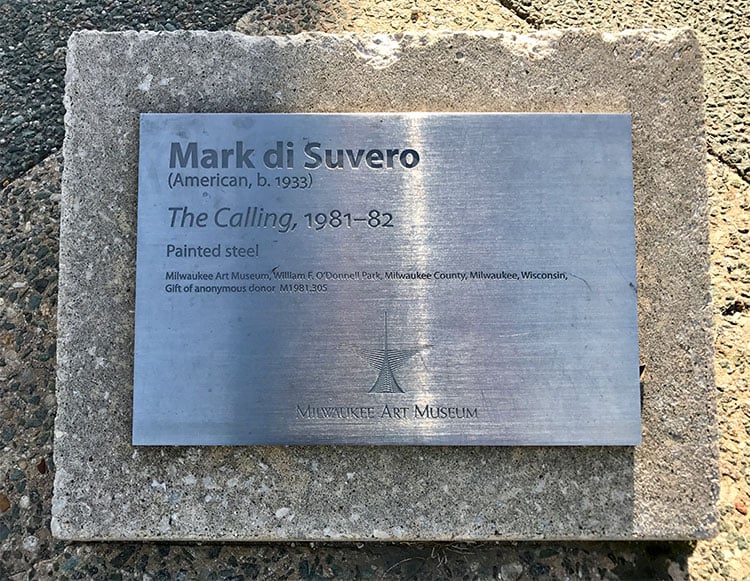 Mark di Suvero
(American, b. 1933)
The Calling, 1981–82
Painted steel
Milwaukee Art Museum, William F. O'Donnell Park, Milwaukee County, Milwaukee, Wisconsin,
Gift of anonymous donor M1981.305
Milwaukee Art Museum